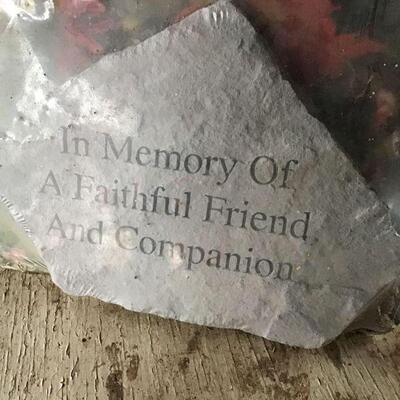 In Memory Of
A Faithful Friend
And Companion